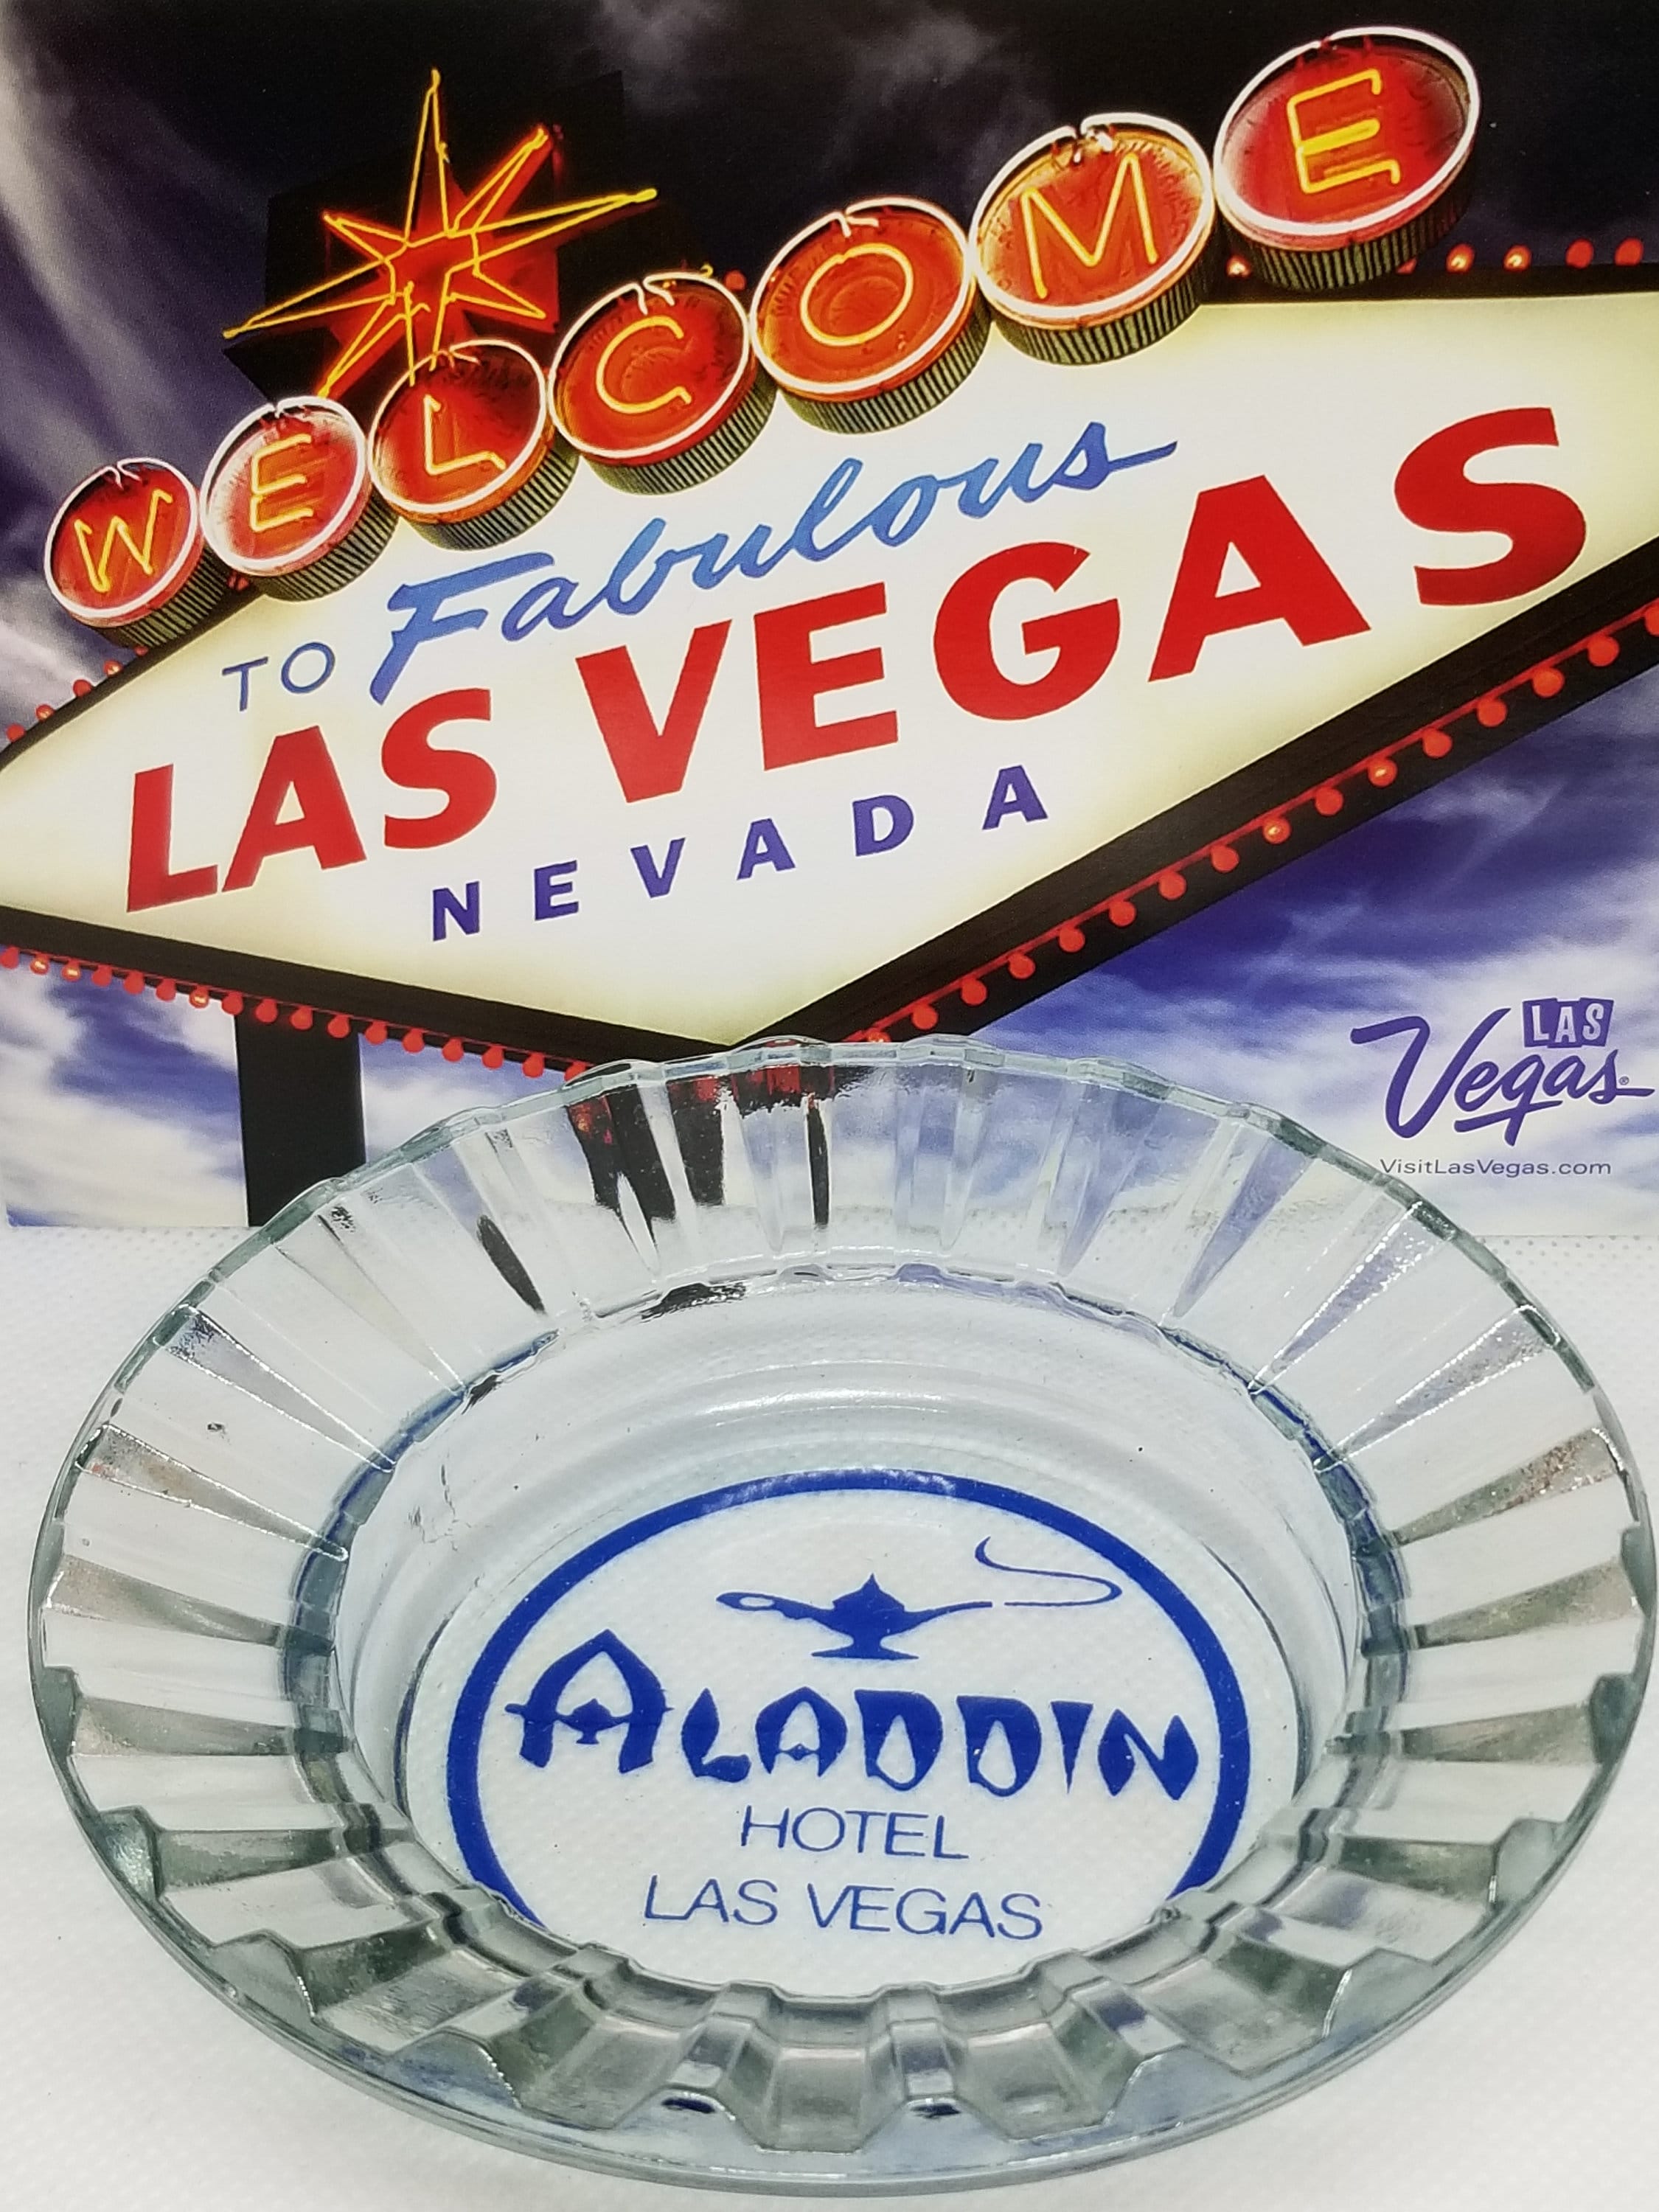 WELCOME
TO Fabulous
LAS VEGAS
NEVADA
LAS
Vegas®
VisitLasVegas.com
ALADDIN
HOTEL
LAS VEGAS